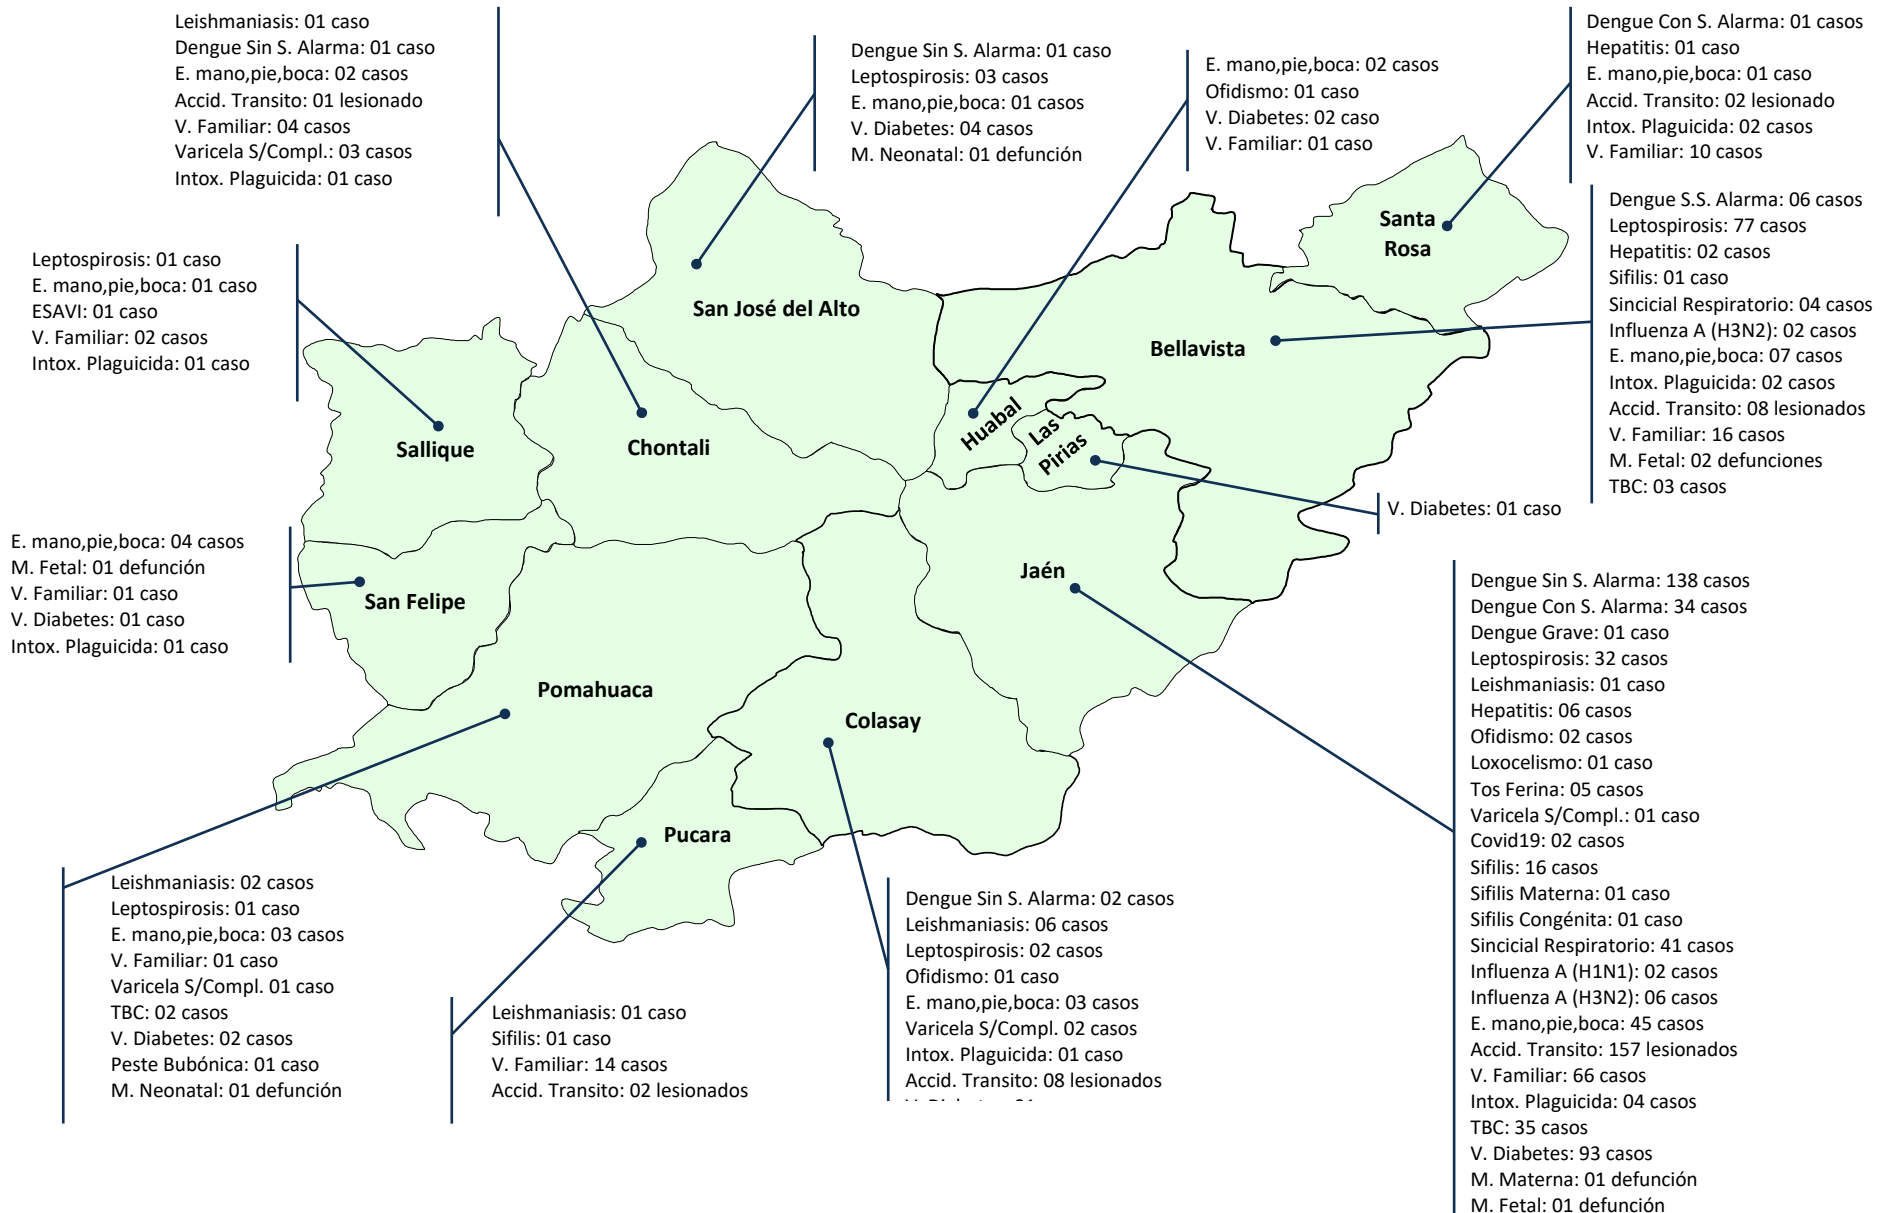 Leishmaniasis: 01 caso
Dengue Sin S. Alarma: 01 caso
E. mano,pie,boca: 02 casos
Accid. Transito: 01 lesionado
V. Familiar: 04 casos
Varicela S/Compl.: 03 casos
Intox. Plaguicida: 01 caso
Dengue Sin S. Alarma: 01 caso
Leptospirosis: 03 casos
E. mano,pie,boca: 01 casos
V. Diabetes: 04 casos
M. Neonatal: 01 defunción
E. mano,pie,boca: 02 casos
Ofidismo: 01 caso
V. Diabetes: 02 caso
V. Familiar: 01 caso
Dengue Con S. Alarma: 01 casos
Hepatitis: 01 caso
E. mano,pie,boca: 01 caso
Accid. Transito: 02 lesionado
Intox. Plaguicida: 02 casos
V. Familiar: 10 casos
Dengue S.S. Alarma: 06 casos
Leptospirosis: 77 casos
Hepatitis: 02 casos
Sifilis: 01 caso
Sincicial Respiratorio: 04 casos
Influenza A (H3N2): 02 casos
E. mano,pie,boca: 07 casos
Intox. Plaguicida: 02 casos
Accid. Transito: 08 lesionados
V. Familiar: 16 casos
M. Fetal: 02 defunciones
TBC: 03 casos
Leptospirosis: 01 caso
E. mano,pie,boca: 01 caso
ESAVI: 01 caso
V. Familiar: 02 casos
Intox. Plaguicida: 01 caso
Santa
Rosa
San José del Alto
Bellavista
Huabal
Las
Pirias
Sallique
Chontali
V. Diabetes: 01 caso
E. mano,pie,boca: 04 casos
M. Fetal: 01 defunción
V. Familiar: 01 caso
V. Diabetes: 01 caso
Intox. Plaguicida: 01 caso
San Felipe
Jaén
Pomahuaca
Colasay
Pucara
Dengue Sin S. Alarma: 138 casos
Dengue Con S. Alarma: 34 casos
Dengue Grave: 01 caso
Leptospirosis: 32 casos
Leishmaniasis: 01 caso
Hepatitis: 06 casos
Ofidismo: 02 casos
Loxocelismo: 01 caso
Tos Ferina: 05 casos
Varicela S/Compl.: 01 caso
Covid19: 02 casos
Sifilis: 16 casos
Sifilis Materna: 01 caso
Sifilis Congénita: 01 caso
Sincicial Respiratorio: 41 casos
Influenza A (H1N1): 02 casos
Influenza A (H3N2): 06 casos
E. mano,pie,boca: 45 casos
Accid. Transito: 157 lesionados
V. Familiar: 66 casos
Intox. Plaguicida: 04 casos
TBC: 35 casos
V. Diabetes: 93 casos
M. Materna: 01 defunción
M. Fetal: 01 defunción
Leishmaniasis: 02 casos
Leptospirosis: 01 caso
E. mano,pie,boca: 03 casos
V. Familiar: 01 caso
Varicela S/Compl. 01 caso
TBC: 02 casos
V. Diabetes: 02 casos
Peste Bubónica: 01 caso
M. Neonatal: 01 defunción
Leishmaniasis: 01 caso
Sifilis: 01 caso
V. Familiar: 14 casos
Accid. Transito: 02 lesionados
Dengue Sin S. Alarma: 02 casos
Leishmaniasis: 06 casos
Leptospirosis: 02 casos
Ofidismo: 01 caso
E. mano,pie,boca: 03 casos
Varicela S/Compl. 02 casos
Intox. Plaguicida: 01 caso
Accid. Transito: 08 lesionados